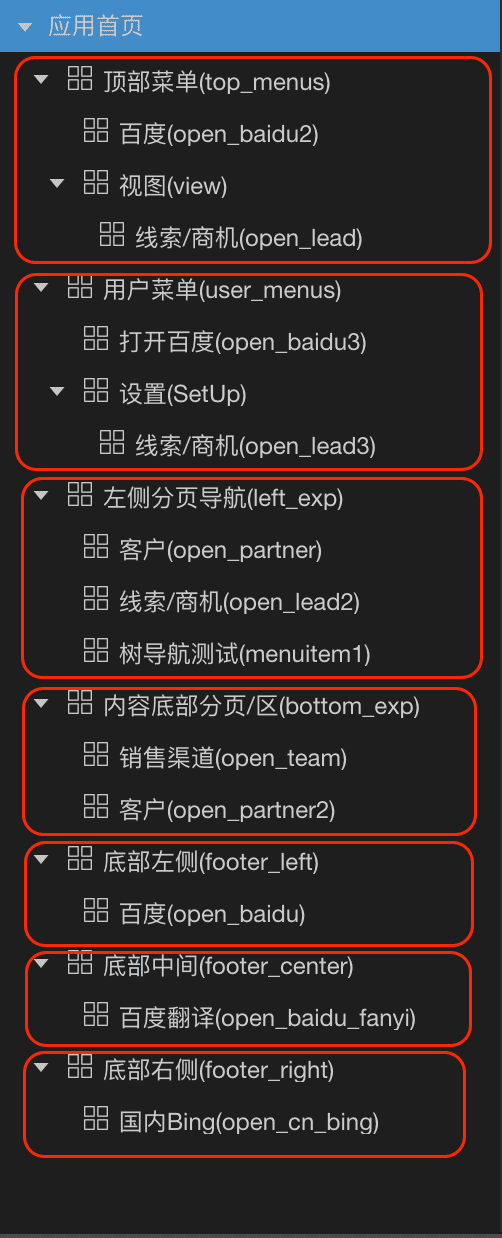 应用首页
顶部菜单(top_menus)
百度(open_baidu2)
视图(view)
线索/商机(open_lead)
用户菜单(user_menus)
打开百度(open_baidu3)
设置(SetUp)
线索/商机(open_lead3)
左侧分页导航(left_exp)
客户(open_partner)
线索/商机(open_lead2)
树导航测试(menuitem1)
内容底部分页/区(bottom_exp)
销售渠道(open_team)
客户(open_partner2)
底部左侧(footer_left)
百度(open_baidu)
底部中间(footer_center)
百度翻译(open_baidu_fanyi)
底部右侧(footer_right)
国内Bing(open_cn_bing)